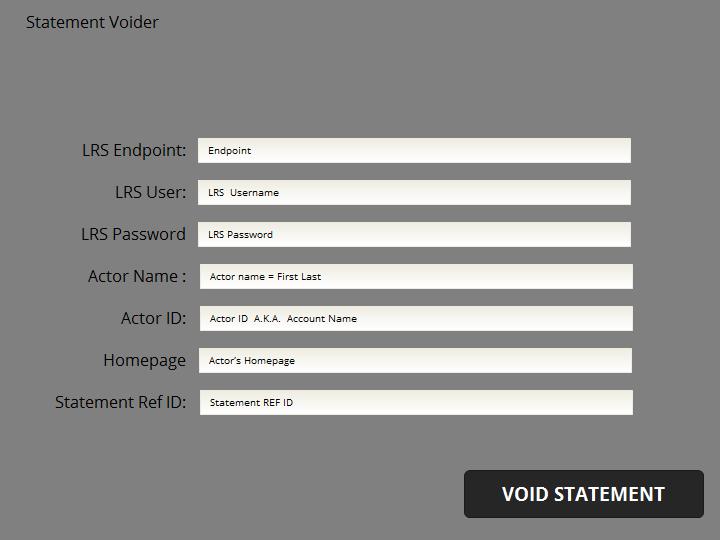 Statement Voider
LRS Endpoint: Endpoint
LRS User: LRS  Username
LRS Password LRS Password
Actor Name : Actor name = First Last
Actor ID: Actor ID  A.K.A.  Account Name
Homepage Actor’s Homepage
Statement Ref ID: Statement REF ID
VOID STATEMENT